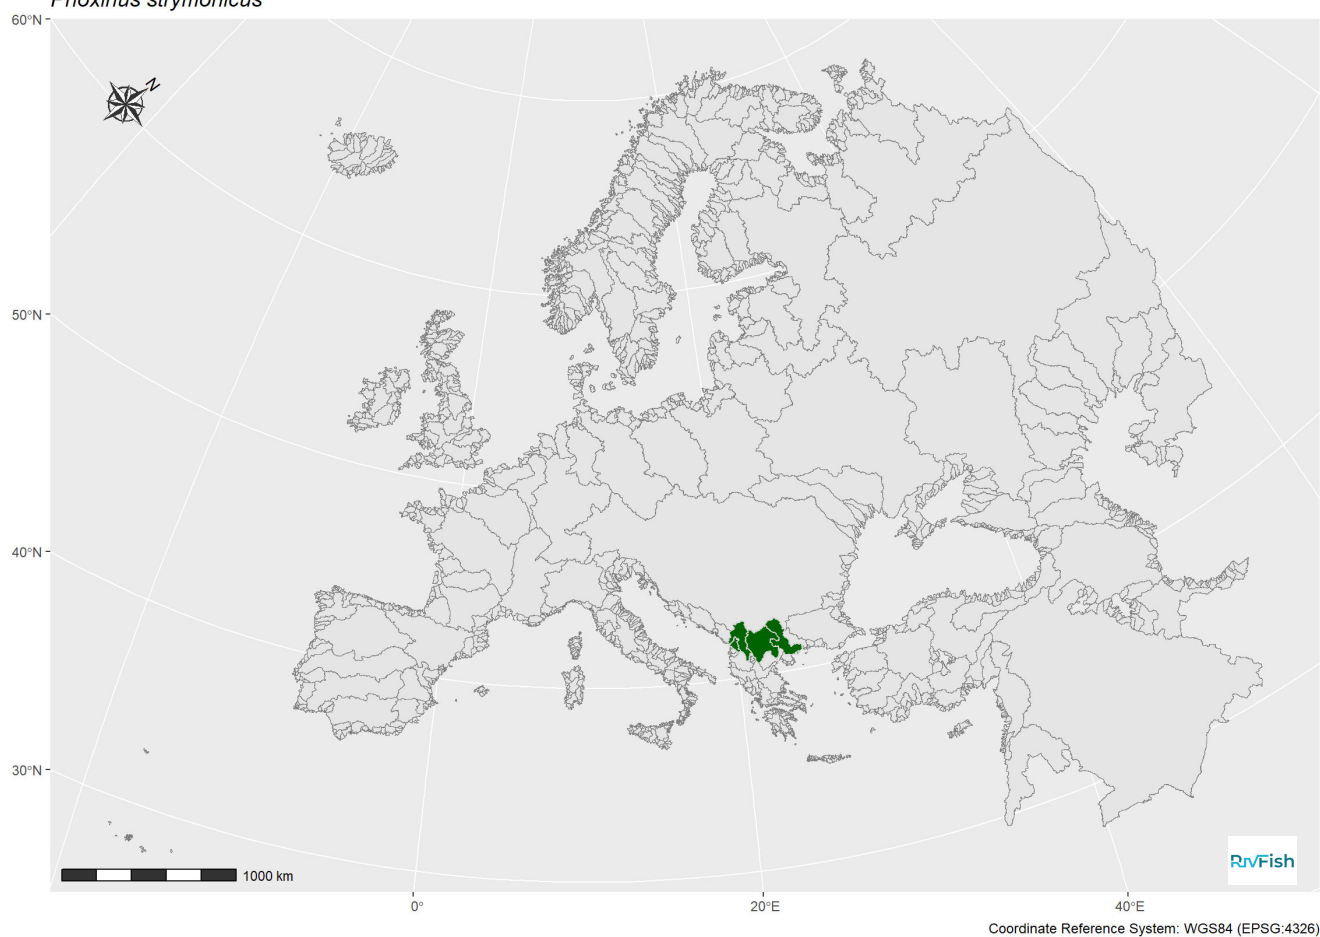 Phoxinus strymonicus
60°N
N
50°N
40°N
30°N
1000 km
RivFish
0°
20°E
40°E
Coordinate Reference System: WGS84 (EPSG:4326)